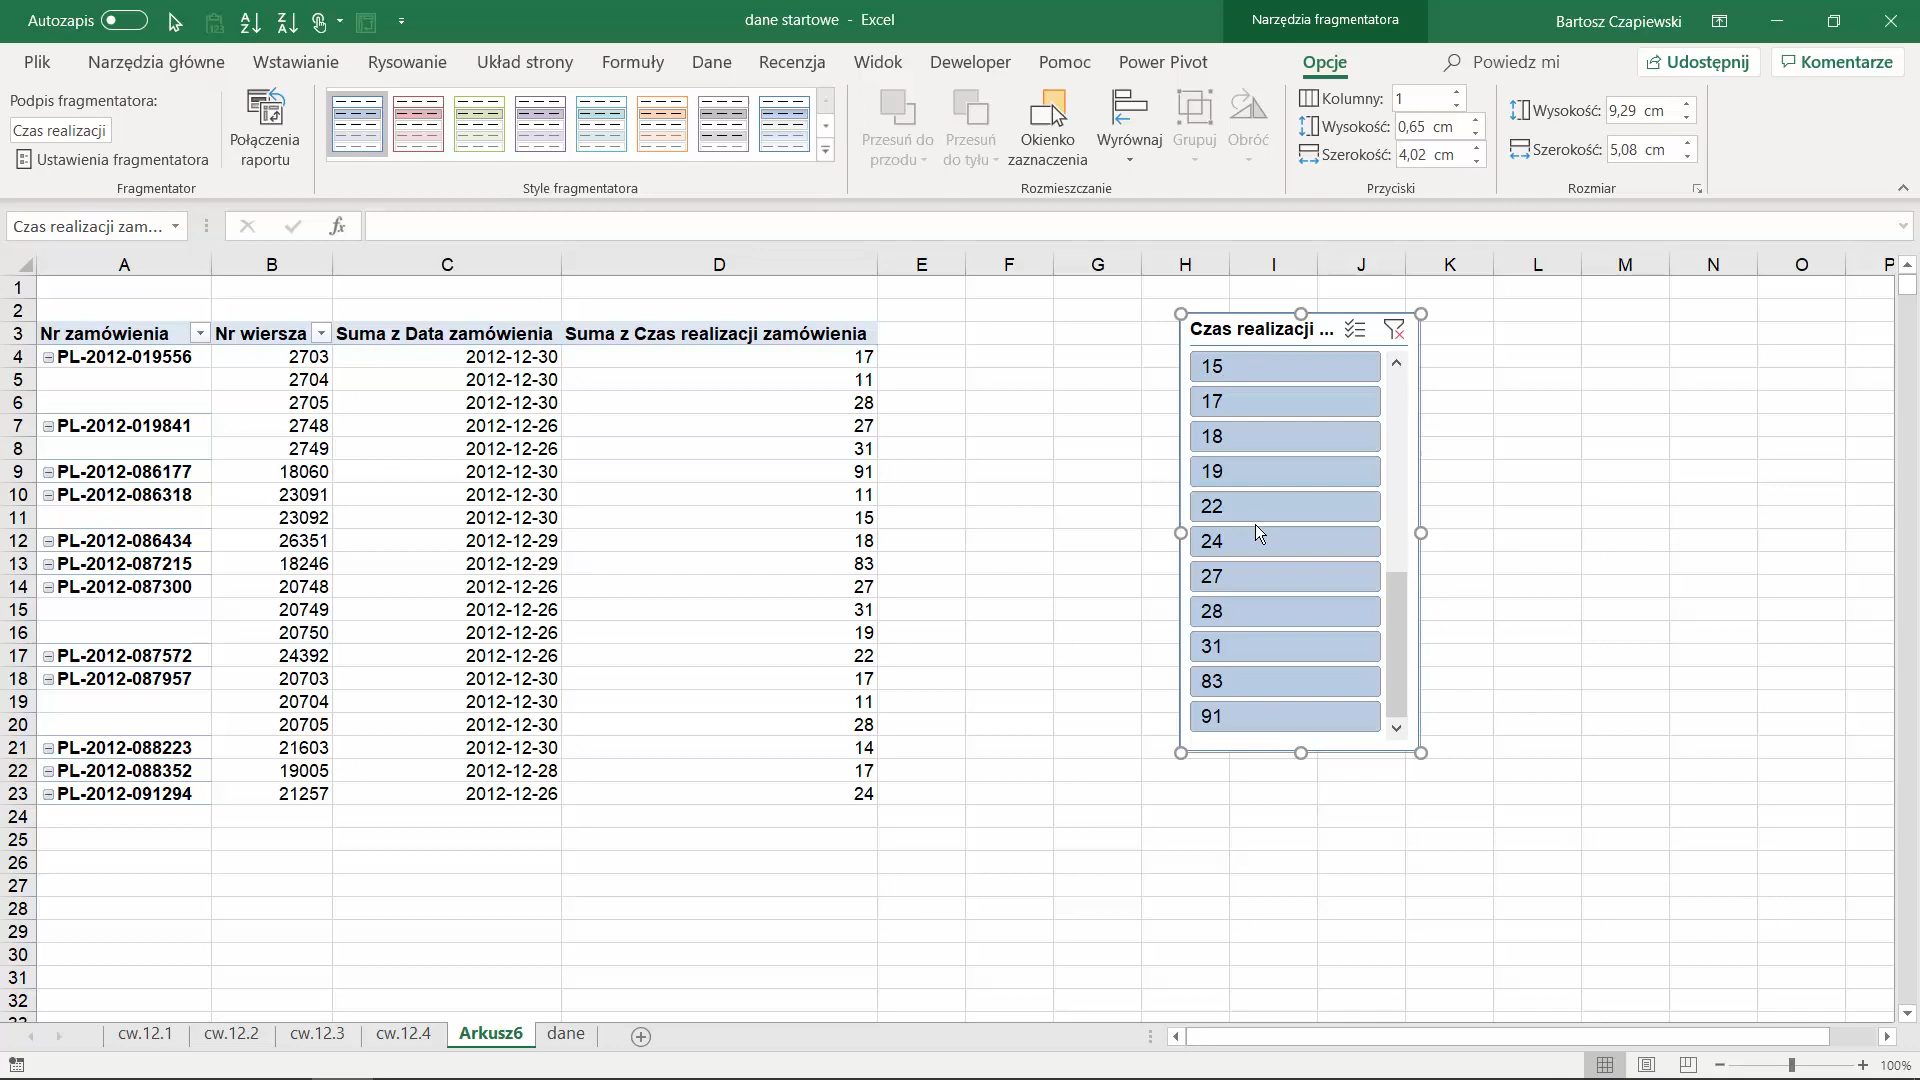 Autozapis
dane startowe - Excel
Narzędzia fragmentatora
Bartosz Czapiewski
Plik Narzędzia główne Wstawianie Rysowanie Układ strony Formuły Dane Recenzja Widok Deweloper Pomoc Power Pivot Opcje Powiedz mi Udostępnij Komentarze
Podpis fragmentatora:
Czas realizacji
Ustawienia fragmentatora
Fragmentator
Połączenia
raportu
Style fragmentatora
Przesuń do
przodu
Przesuń
do tyłu
Okienko
zaznaczenia
Wyrównaj
Grupuj
Obróć
Rozmieszczanie
Kolumny: 1
Wysokość: 0,65 cm
Szerokość: 4,02 cm
Przyciski
Wysokość: 9,29 cm
Szerokość: 5,08 cm
Rozmiar
Czas realizacji zam... fx
A B C D E F G H I J K L M N O P
1
2
3 Nr zamówienia Nr wiersza Suma z Data zamówienia Suma z Czas realizacji zamówienia
4 PL-2012-019556 2703 2012-12-30 17
5 2704 2012-12-30 11
6 2705 2012-12-30 28
7 PL-2012-019841 2748 2012-12-26 27
8 2749 2012-12-26 31
9 PL-2012-086177 18060 2012-12-30 91
10 PL-2012-086318 23091 2012-12-30 11
11 23092 2012-12-30 15
12 PL-2012-086434 26351 2012-12-29 18
13 PL-2012-087215 18246 2012-12-29 83
14 PL-2012-087300 20748 2012-12-26 27
15 20749 2012-12-26 31
16 20750 2012-12-26 19
17 PL-2012-087572 24392 2012-12-26 22
18 PL-2012-087957 20703 2012-12-30 17
19 20704 2012-12-30 11
20 20705 2012-12-30 28
21 PL-2012-088223 21603 2012-12-30 14
22 PL-2012-088352 19005 2012-12-28 17
23 PL-2012-091294 21257 2012-12-26 24
24
25
26
27
28
29
30
31
32
Czas realizacji ...
15
17
18
19
22
24
27
28
31
83
91
cw.12.1 cw.12.2 cw.12.3 cw.12.4 Arkusz6 dane
100%